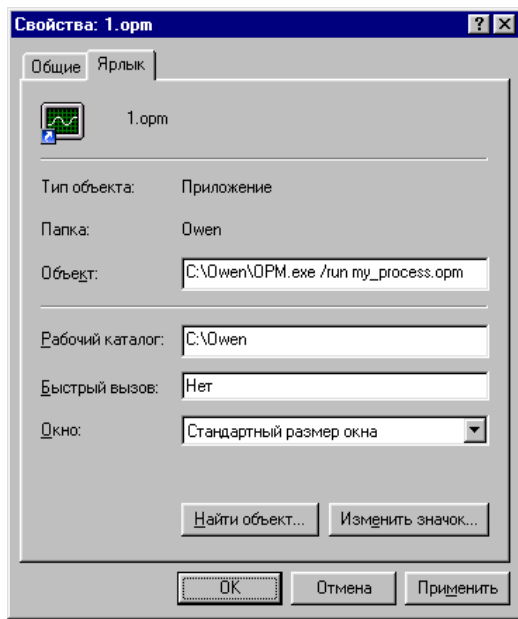 Свойства: 1.opm
Общие Ярлык
1.opm
Тип объекта: Приложение
Папка: Owen
Объект: C:\Owen\OPM.exe /run my_process.opm
Рабочий каталог: C:\Owen
Быстрый вызов: Нет
Окно: Стандартный размер окна
Найти объект... Изменить значок...
OK Отмена Применить